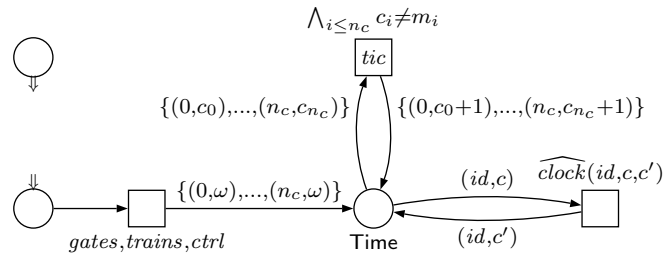 ⋀_{i≤n_c} c_i≠m_i
tic
{(0,c_0),...,(n_c,c_{n_c})}
{(0,c_0+1),...,(n_c,c_{n_c}+1)}
⇓
⇓
{(0,ω),...,(n_c,ω)}
(id,c)
\widehat{clock}(id,c,c′)
gates,trains,ctrl
Time
(id,c′)